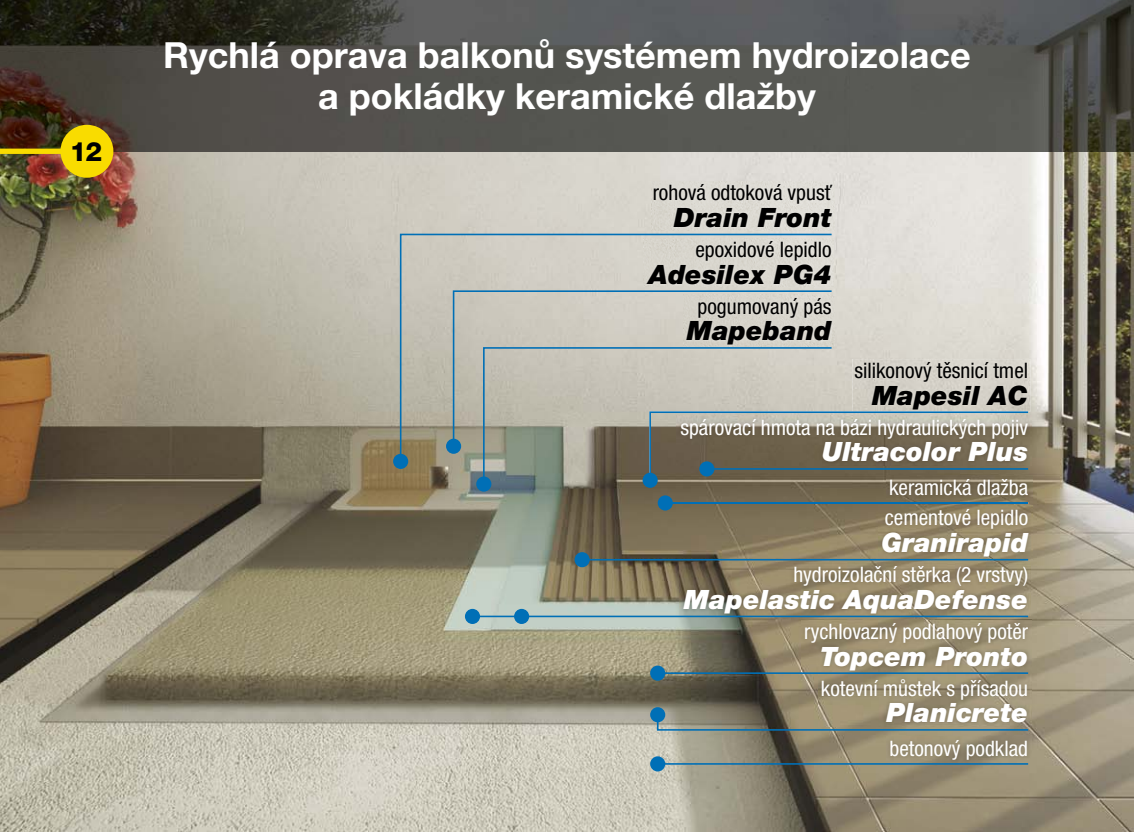 Rychlá oprava balkonů systémem hydroizolace
a pokládky keramické dlažby
12
rohová odtoková vpusť
Drain Front
epoxidové lepidlo
Adesilex PG4
pogumovaný pás
Mapeband
silikonový těsnicí tmel
Mapesil AC
spárovací hmota na bázi hydraulických pojiv
Ultracolor Plus
keramická dlažba
cementové lepidlo
Granirapid
hydroizolační stěrka (2 vrstvy)
Mapelastic AquaDefense
rychlovazný podlahový potěr
Topcem Pronto
kotevní můstek s přísadou
Planicrete
betonový podklad